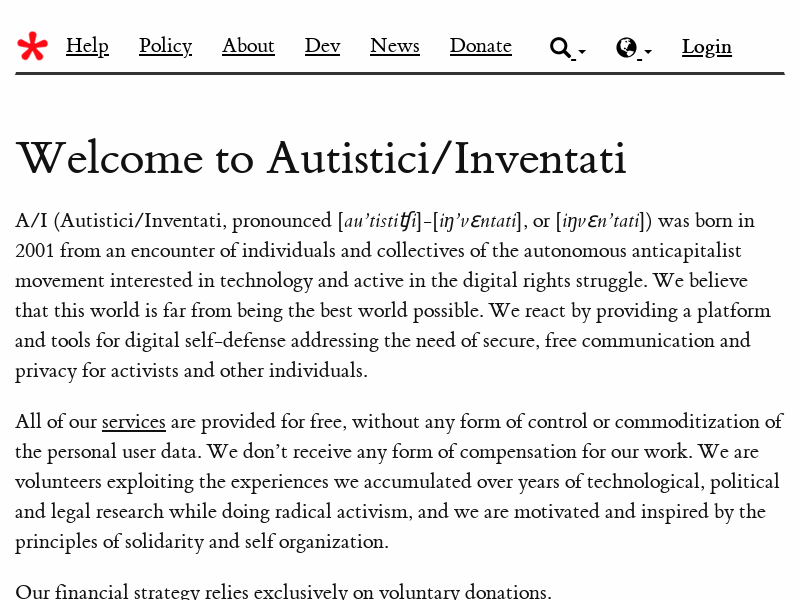 Help Policy About Dev News Donate Login
Welcome to Autistici/Inventati
A/I (Autistici/Inventati, pronounced [au’tistiʧi]-[iŋ’vƐntati], or [iŋvƐn’tati]) was born in
2001 from an encounter of individuals and collectives of the autonomous anticapitalist
movement interested in technology and active in the digital rights struggle. We believe
that this world is far from being the best world possible. We react by providing a platform
and tools for digital self-defense addressing the need of secure, free communication and
privacy for activists and other individuals.
All of our services are provided for free, without any form of control or commoditization of
the personal user data. We don’t receive any form of compensation for our work. We are
volunteers exploiting the experiences we accumulated over years of technological, political
and legal research while doing radical activism, and we are motivated and inspired by the
principles of solidarity and self organization.
Our financial strategy relies exclusively on voluntary donations.